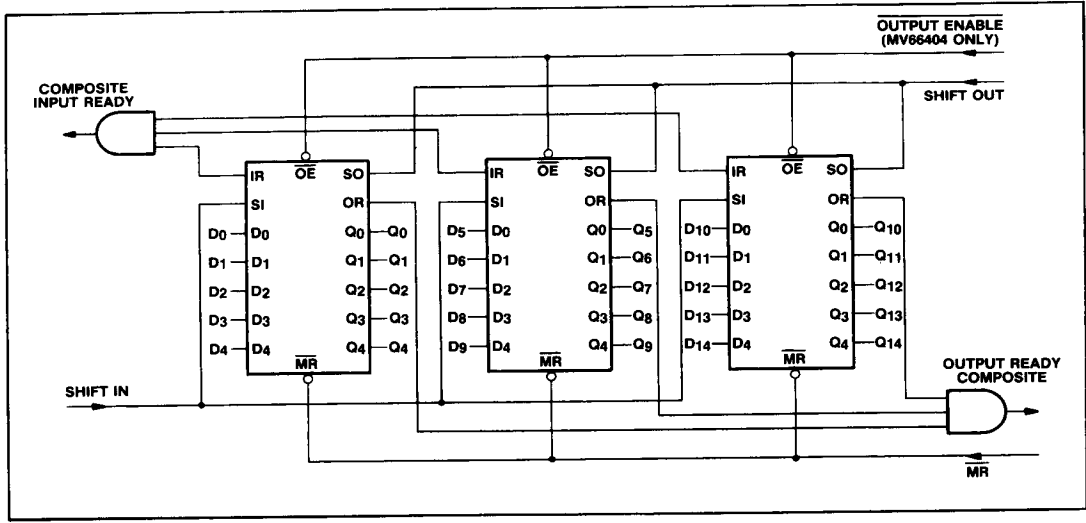 OUTPUT ENABLE
(MV66404 ONLY)
SHIFT OUT
COMPOSITE
INPUT READY
IR OE SO
SI OR
D0 D0 Q0 Q0
D1 D1 Q1 Q1
D2 D2 Q2 Q2
D3 D3 Q3 Q3
D4 D4 Q4 Q4
MR
IR OE SO
SI OR
D5 D0 Q0 Q5
D6 D1 Q1 Q6
D7 D2 Q2 Q7
D8 D3 Q3 Q8
D9 D4 Q4 Q9
MR
IR OE SO
SI OR
D10 D0 Q0 Q10
D11 D1 Q1 Q11
D12 D2 Q2 Q12
D13 D3 Q3 Q13
D14 D4 Q4 Q14
MR
SHIFT IN
OUTPUT READY
COMPOSITE
MR